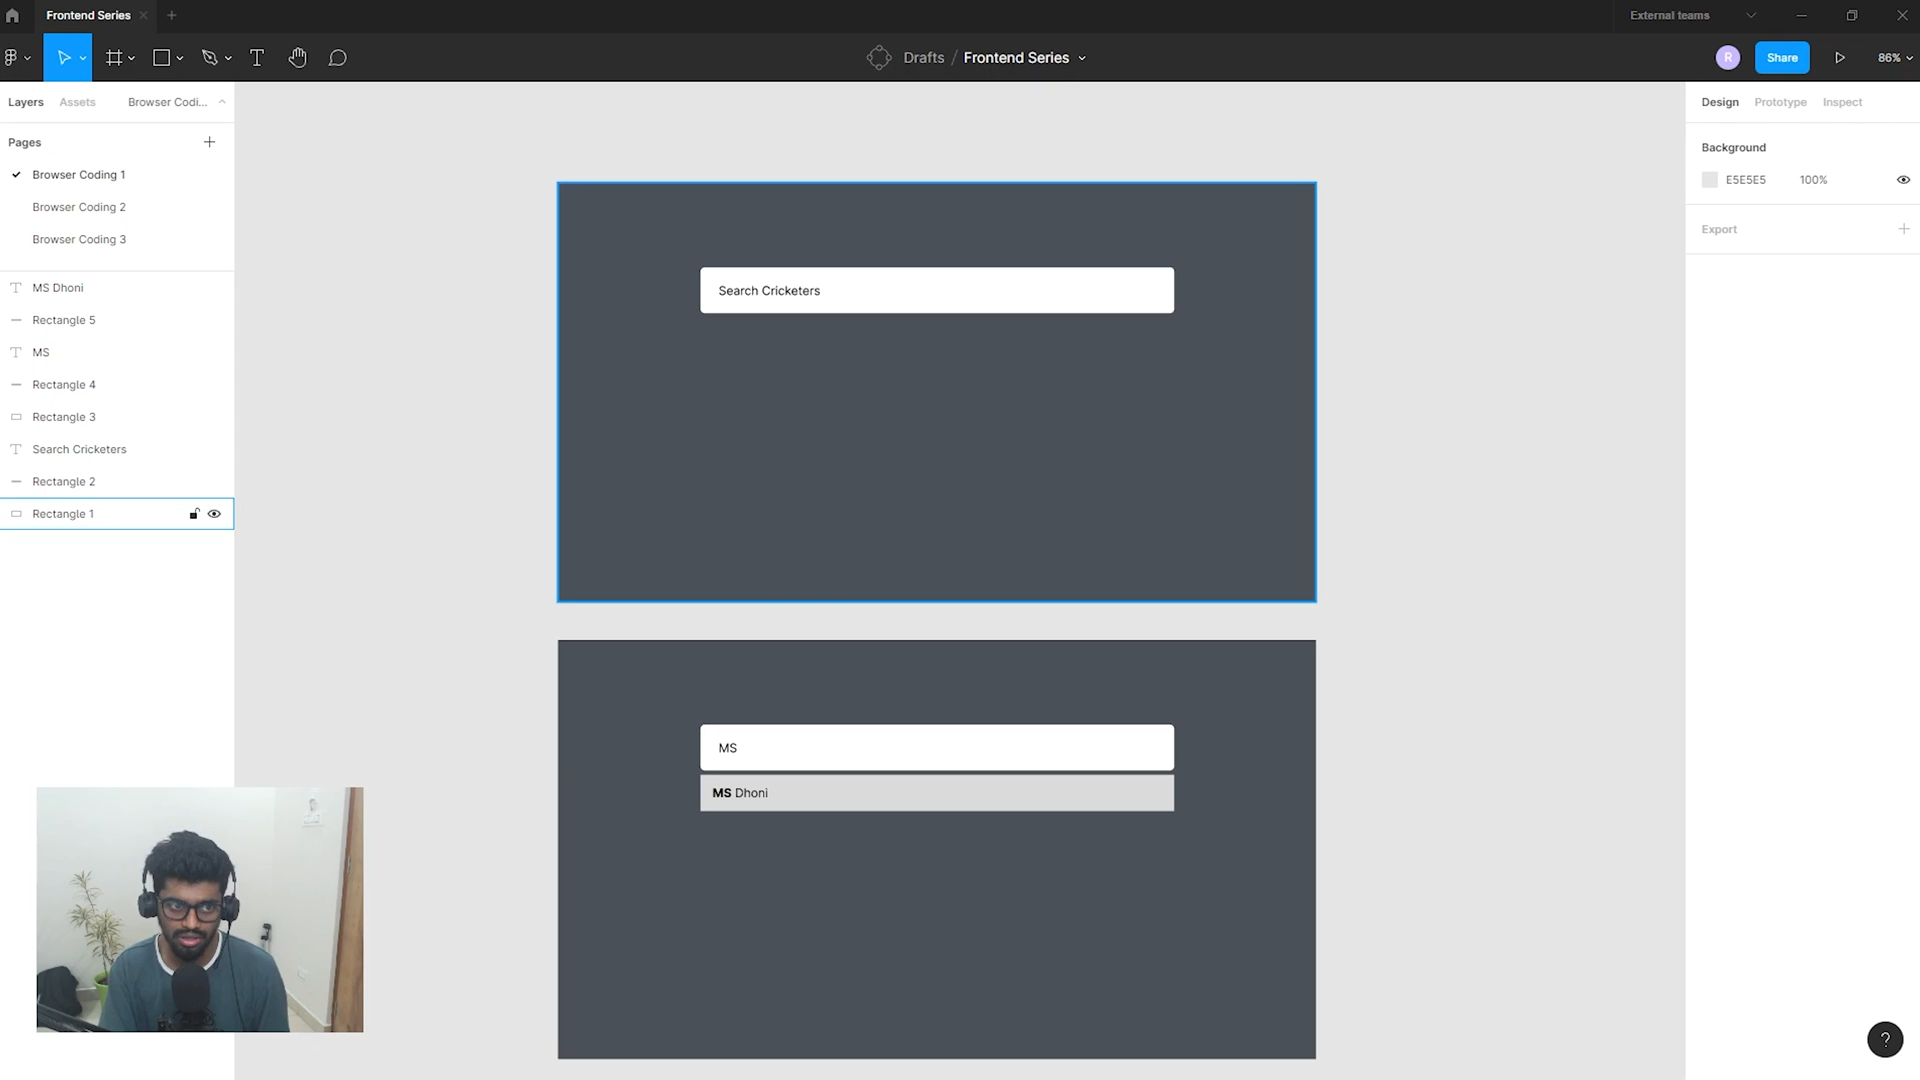 Frontend Series
External teams
Drafts / Frontend Series
R
Share
86%
Layers
Assets
Browser Codi...
Pages
Browser Coding 1
Browser Coding 2
Browser Coding 3
MS Dhoni
Rectangle 5
MS
Rectangle 4
Rectangle 3
Search Cricketers
Rectangle 2
Rectangle 1
Search Cricketers
MS
MS Dhoni
Design
Prototype
Inspect
Background
E5E5E5
100%
Export
?